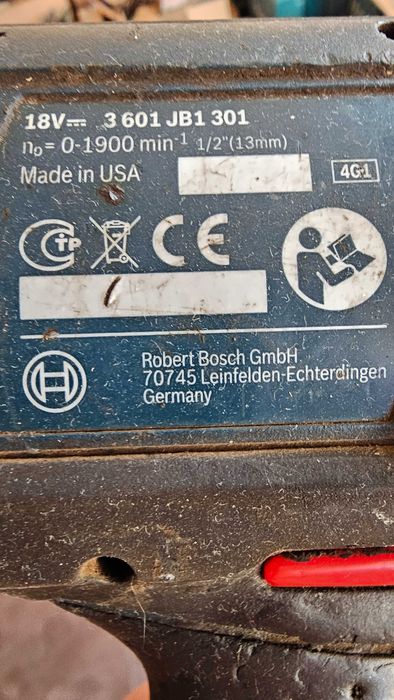 18V⎓ 3 601 JB1 301
n₀= 0-1900 min⁻¹ 1/2"(13mm)
Made in USA
4G1
CTP CE
Robert Bosch GmbH
70745 Leinfelden-Echterdingen
Germany